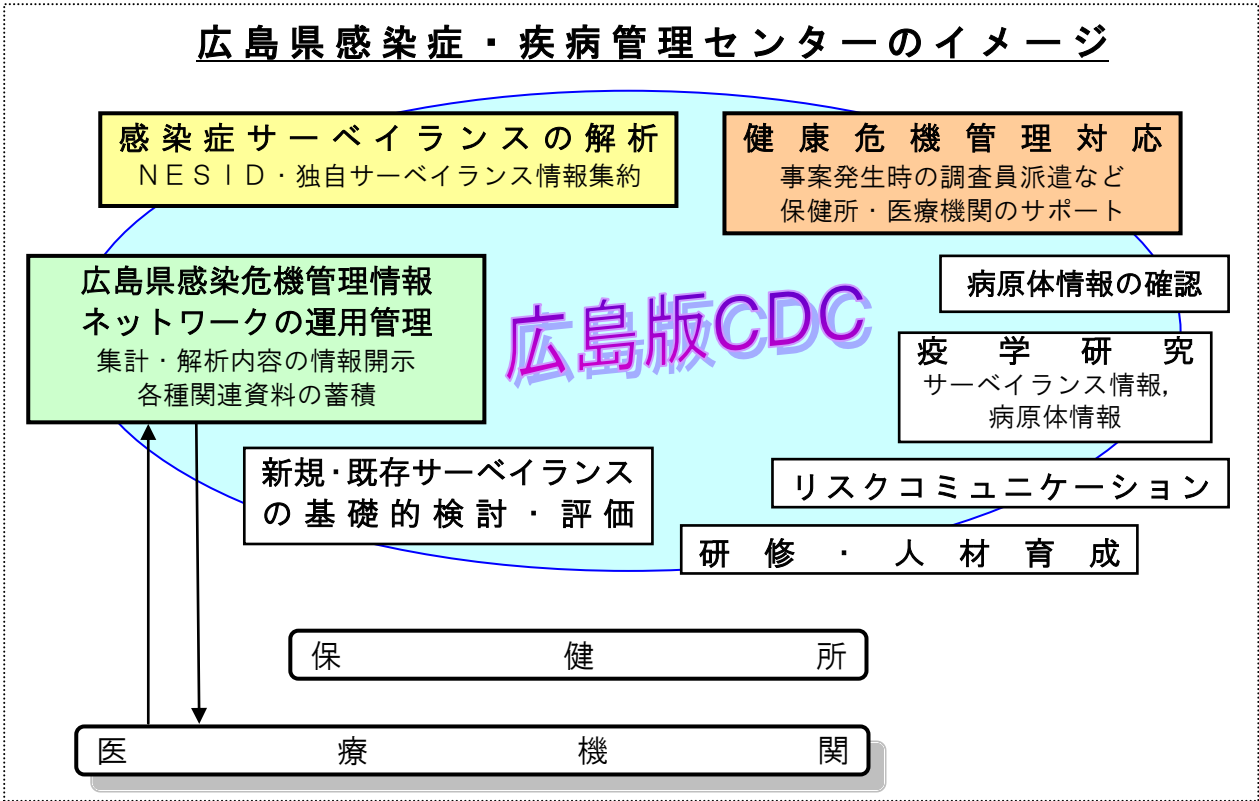 広島県感染症・疾病管理センターのイメージ
感染症サーベイランスの解析
ＮＥＳＩＤ・独自サーベイランス情報集約
健康危機管理対応
事案発生時の調査員派遣など
保健所・医療機関のサポート
広島県感染危機管理情報
ネットワークの運用管理
集計・解析内容の情報開示
各種関連資料の蓄積
広島版CDC
病原体情報の確認
疫学研究
サーベイランス情報，
病原体情報
新規・既存サーベイランス
の基礎的検討・評価
リスクコミュニケーション
研修・人材育成
保健所
医療機関